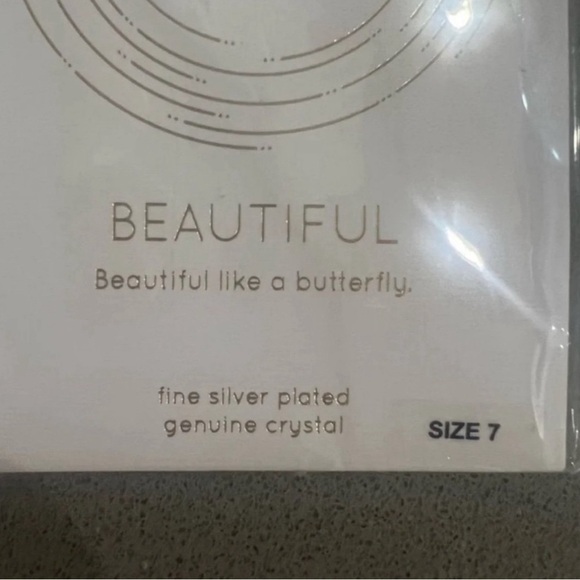 BEAUTIFUL
Beautiful like a butterfly.
fine silver plated
genuine crystal
SIZE 7